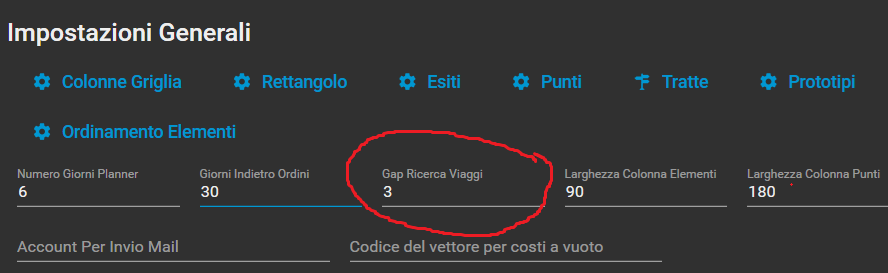 Impostazioni Generali
Colonne Griglia Rettangolo Esiti Punti Tratte Prototipi
Ordinamento Elementi
Numero Giorni Planner Giorni Indietro Ordini Gap Ricerca Viaggi Larghezza Colonna Elementi Larghezza Colonna Punti
6 30 3 90 180
Account Per Invio Mail Codice del vettore per costi a vuoto